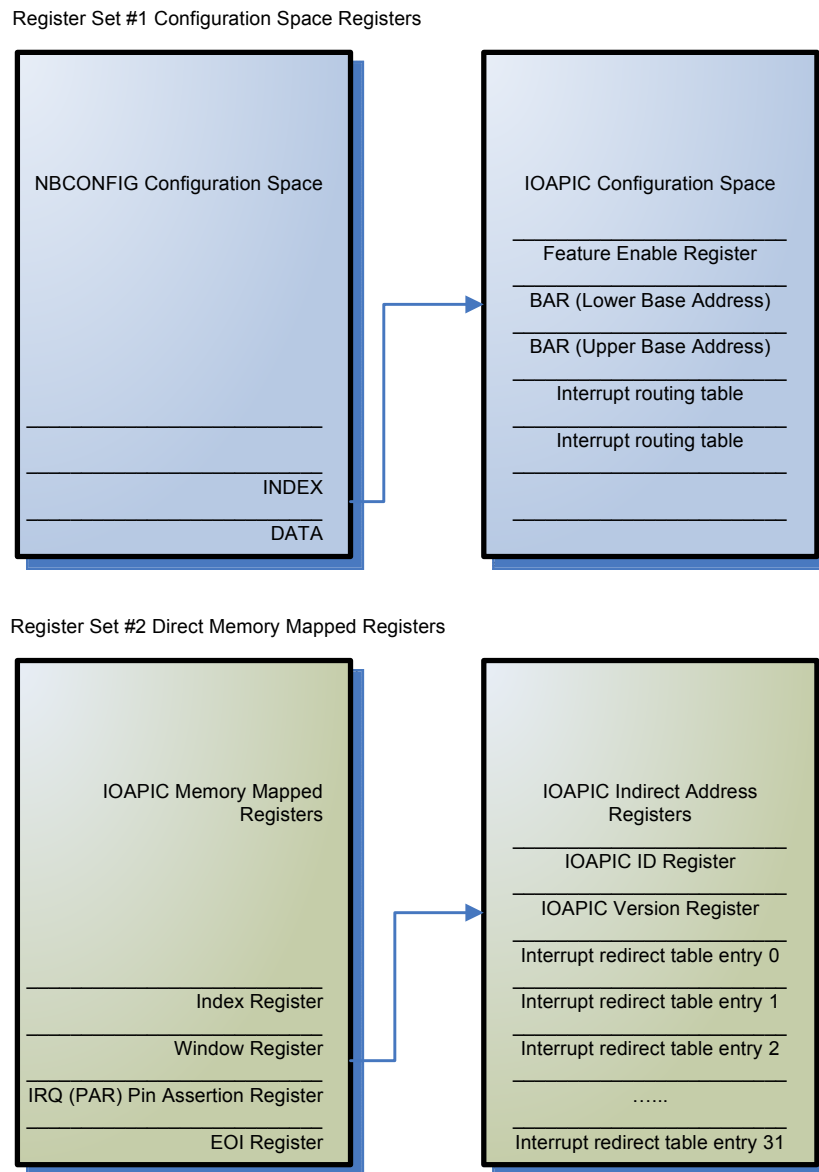 Register Set #1 Configuration Space Registers
NBCONFIG Configuration Space
INDEX
DATA
IOAPIC Configuration Space
Feature Enable Register
BAR (Lower Base Address)
BAR (Upper Base Address)
Interrupt routing table
Interrupt routing table
Register Set #2 Direct Memory Mapped Registers
IOAPIC Memory Mapped
Registers
Index Register
Window Register
IRQ (PAR) Pin Assertion Register
EOI Register
IOAPIC Indirect Address
Registers
IOAPIC ID Register
IOAPIC Version Register
Interrupt redirect table entry 0
Interrupt redirect table entry 1
Interrupt redirect table entry 2
…...
Interrupt redirect table entry 31